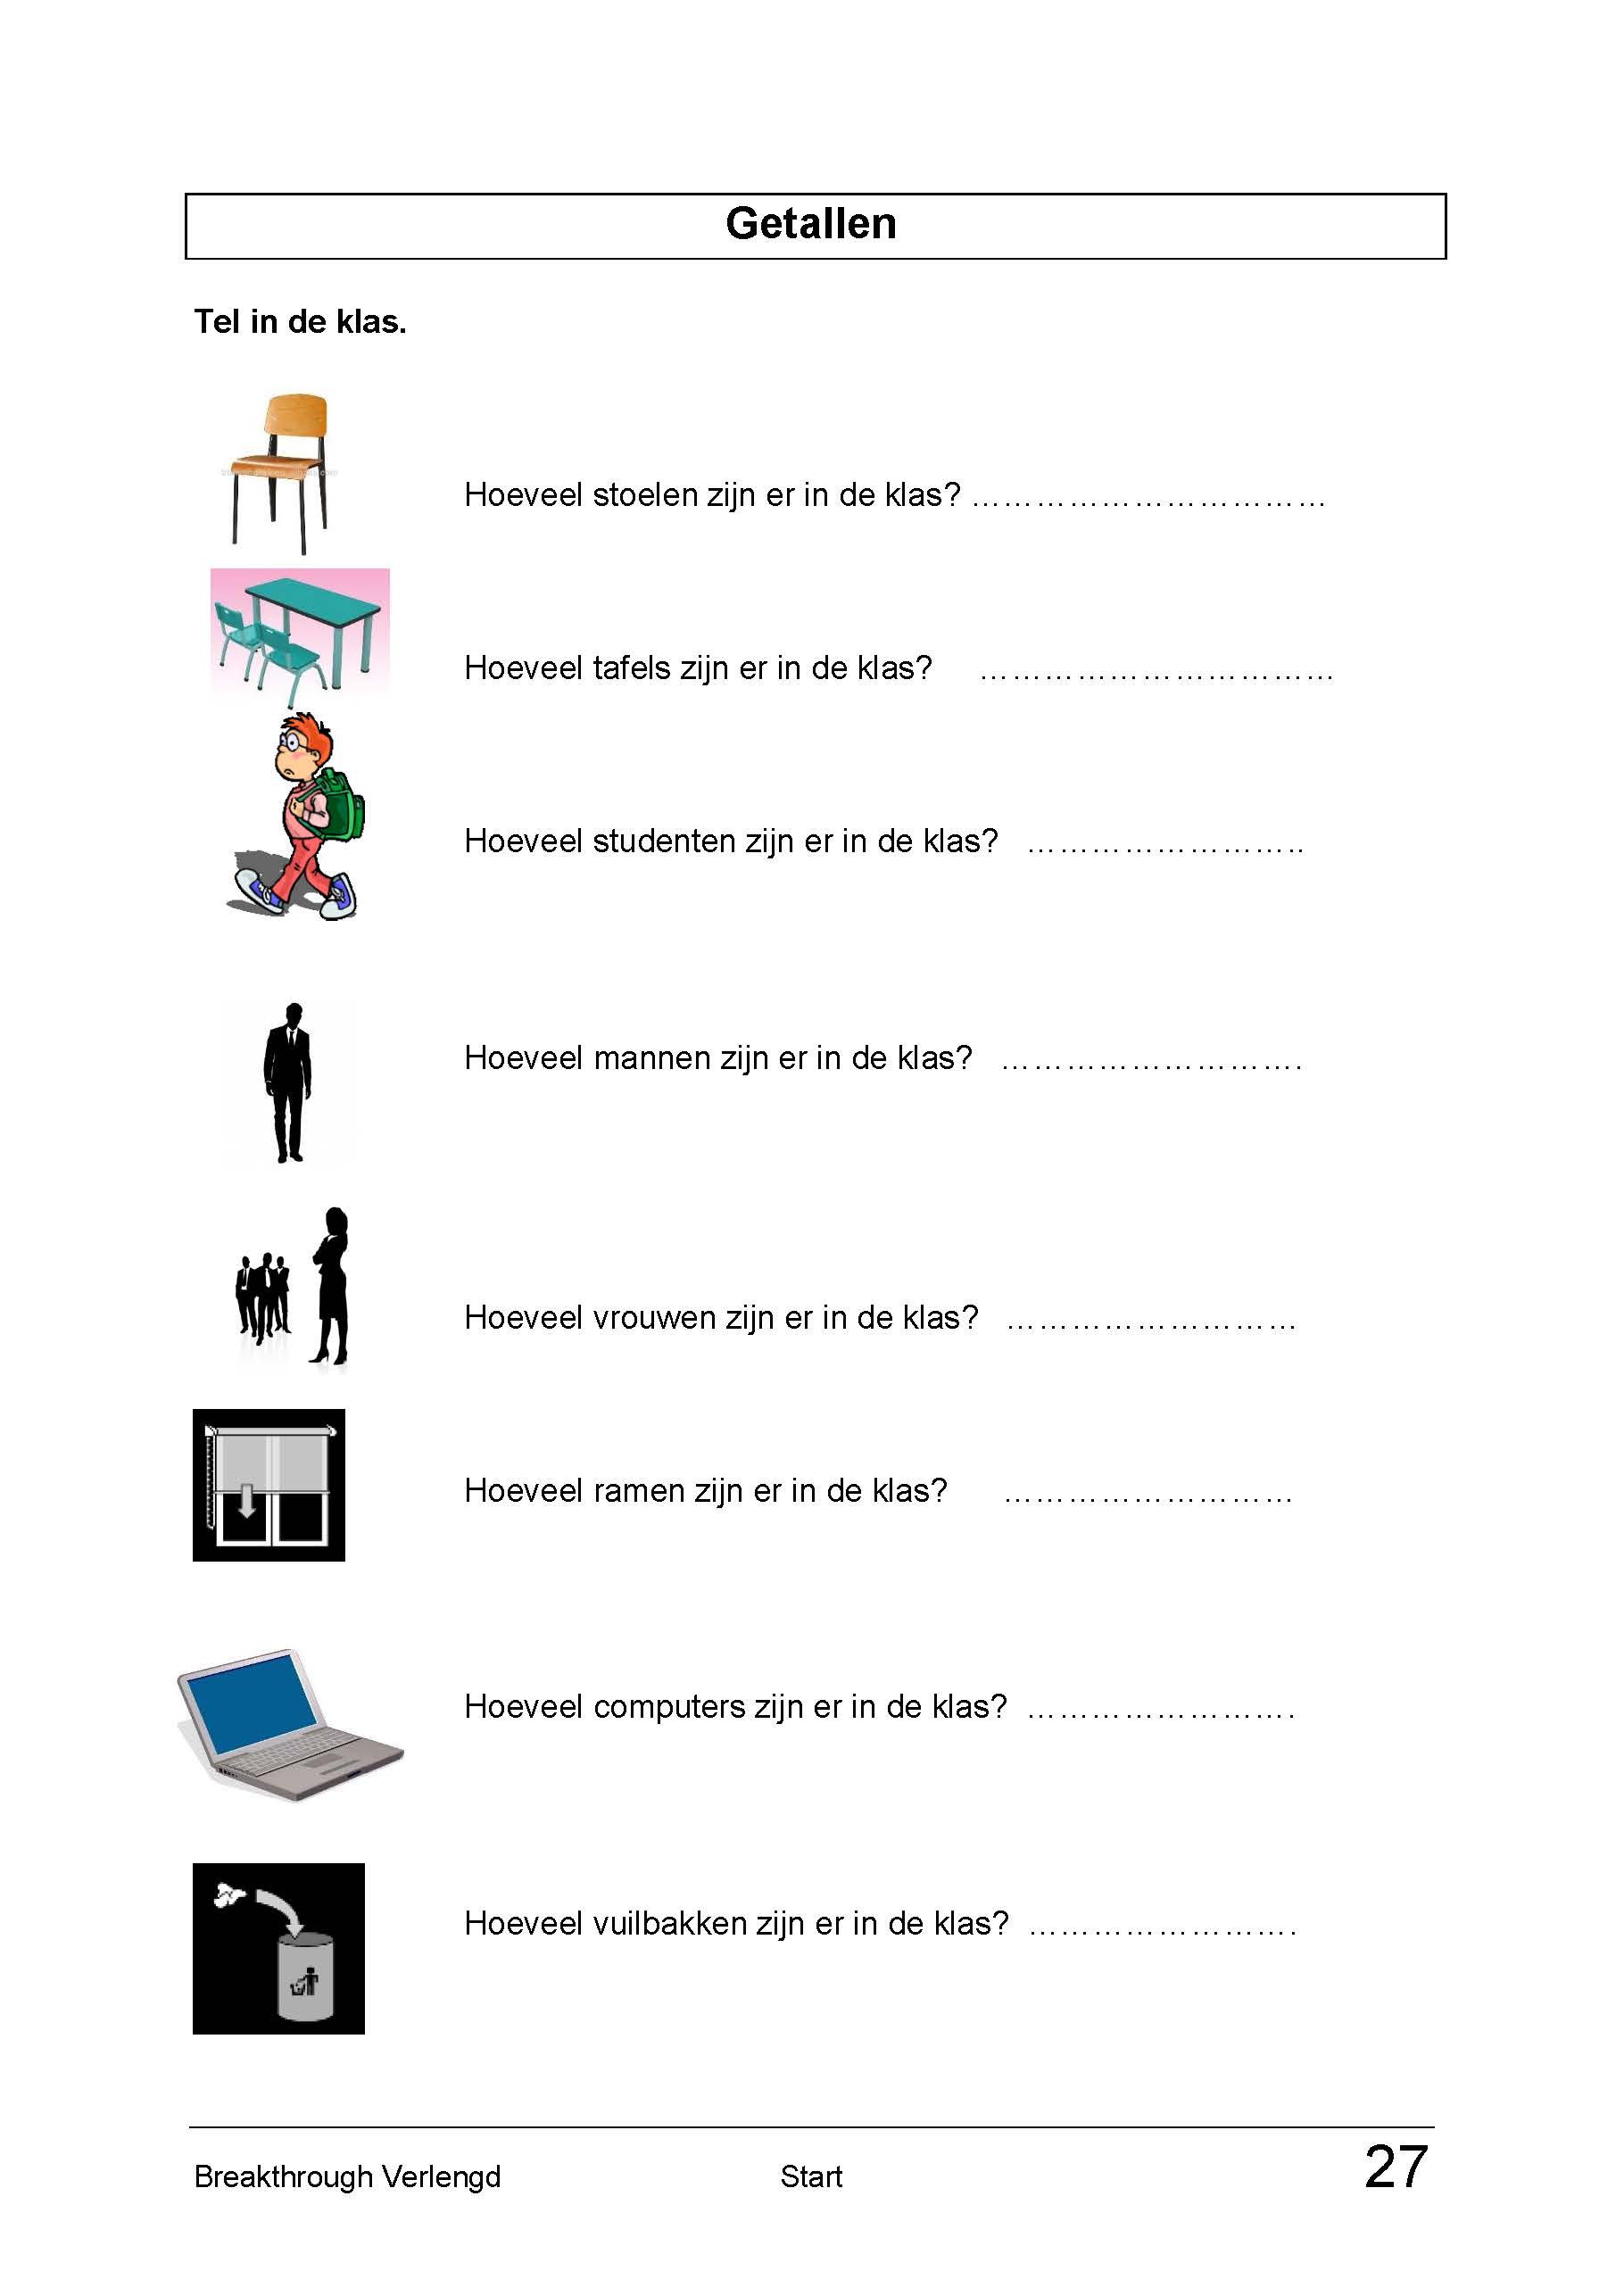 Getallen
Tel in de klas.
Hoeveel stoelen zijn er in de klas? ……………………………
Hoeveel tafels zijn er in de klas? ……………………………
Hoeveel studenten zijn er in de klas? ……………………..
Hoeveel mannen zijn er in de klas? ……………………….
Hoeveel vrouwen zijn er in de klas? ………………………
Hoeveel ramen zijn er in de klas? ………………………
Hoeveel computers zijn er in de klas? …………………….
Hoeveel vuilbakken zijn er in de klas? …………………….
Breakthrough Verlengd Start 27